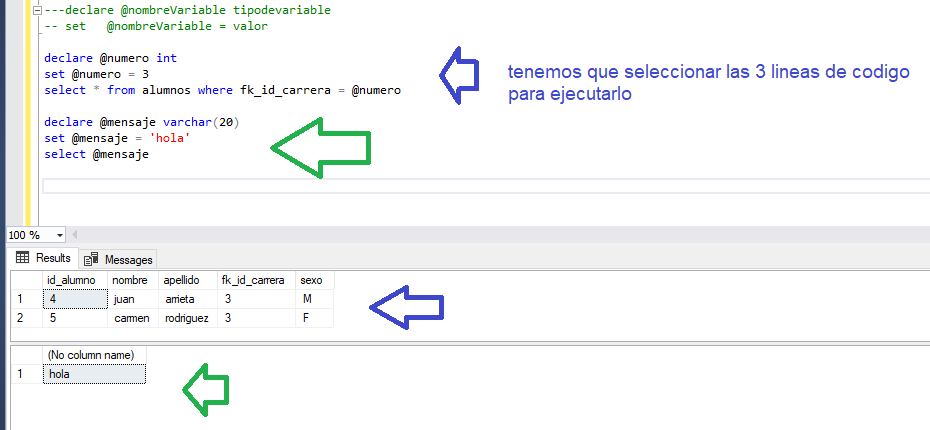 ---declare @nombreVariable tipodevariable
-- set   @nombreVariable = valor
declare @numero int
set @numero = 3
select * from alumnos where fk_id_carrera = @numero
tenemos que seleccionar las 3 lineas de codigo
para ejecutarlo
declare @mensaje varchar(20)
set @mensaje = 'hola'
select @mensaje
100 %
Results Messages
id_alumno nombre apellido fk_id_carrera sexo
1 4 juan arrieta 3 M
2 5 carmen rodriguez 3 F
(No column name)
1 hola